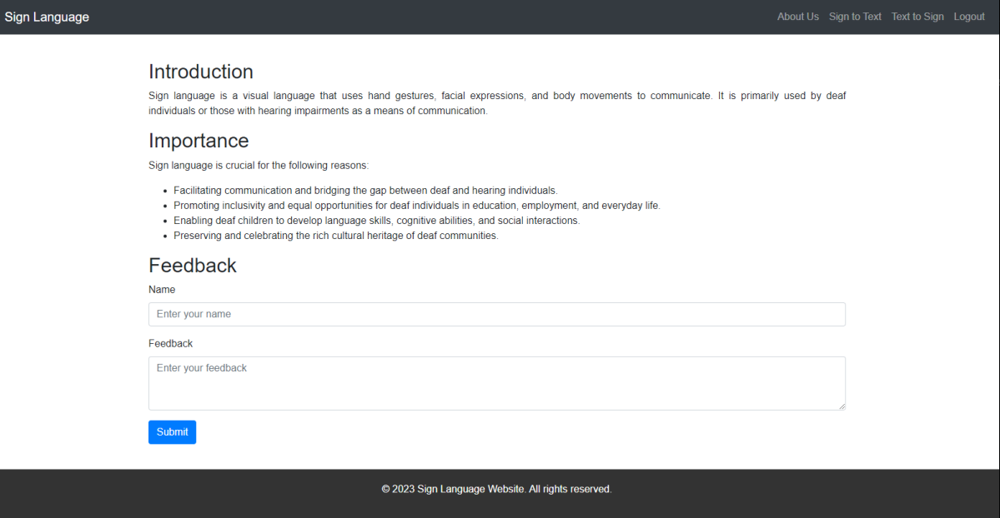 Sign Language
About Us Sign to Text Text to Sign Logout
Introduction
Sign language is a visual language that uses hand gestures, facial expressions, and body movements to communicate. It is primarily used by deaf
individuals or those with hearing impairments as a means of communication.
Importance
Sign language is crucial for the following reasons:
• Facilitating communication and bridging the gap between deaf and hearing individuals.
• Promoting inclusivity and equal opportunities for deaf individuals in education, employment, and everyday life.
• Enabling deaf children to develop language skills, cognitive abilities, and social interactions.
• Preserving and celebrating the rich cultural heritage of deaf communities.
Feedback
Name
Enter your name
Feedback
Enter your feedback
Submit
© 2023 Sign Language Website. All rights reserved.